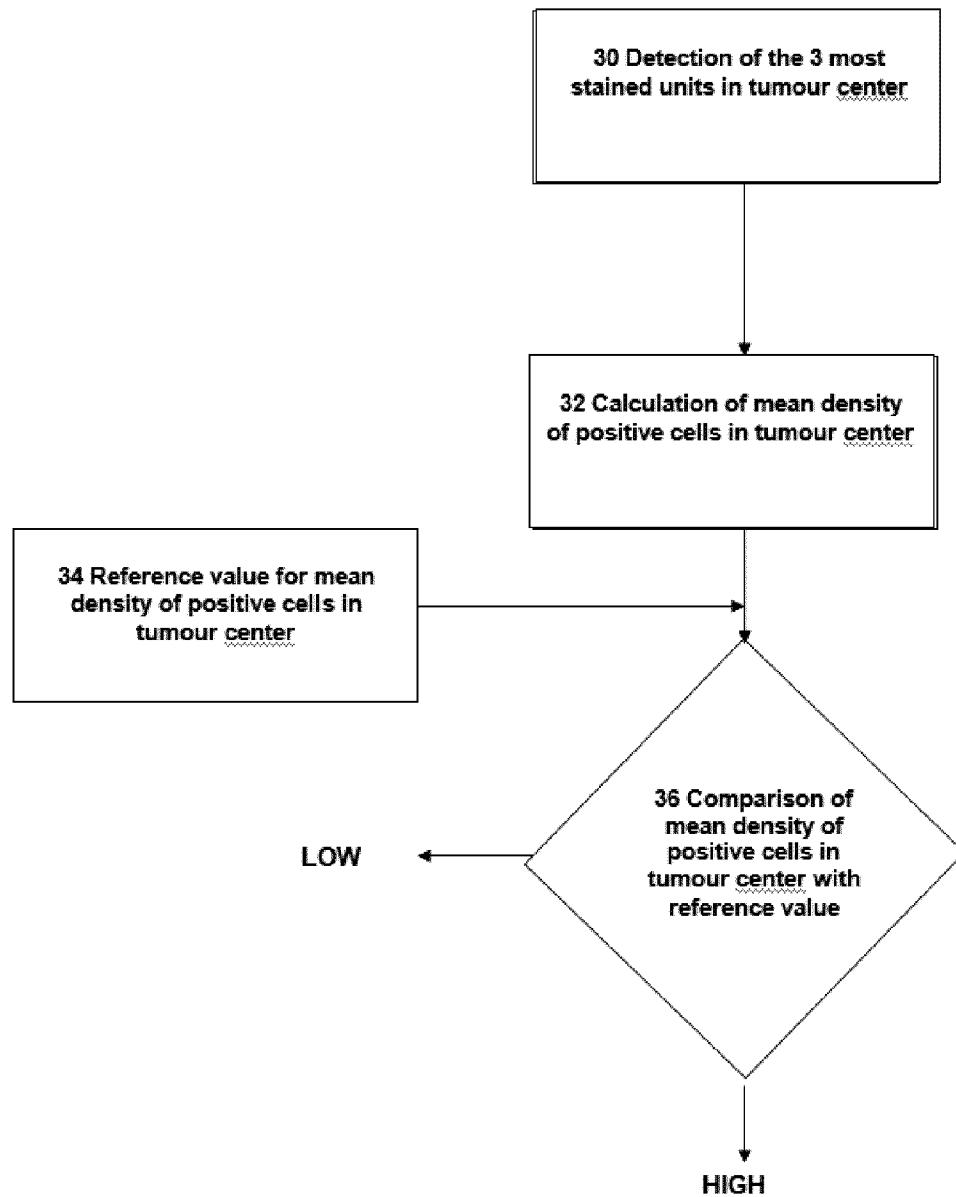 30 Detection of the 3 most
stained units in tumour center
32 Calculation of mean density
of positive cells in tumour center
34 Reference value for mean
density of positive cells in
tumour center
36 Comparison of
mean density of
positive cells in
tumour center with
reference value
LOW
HIGH